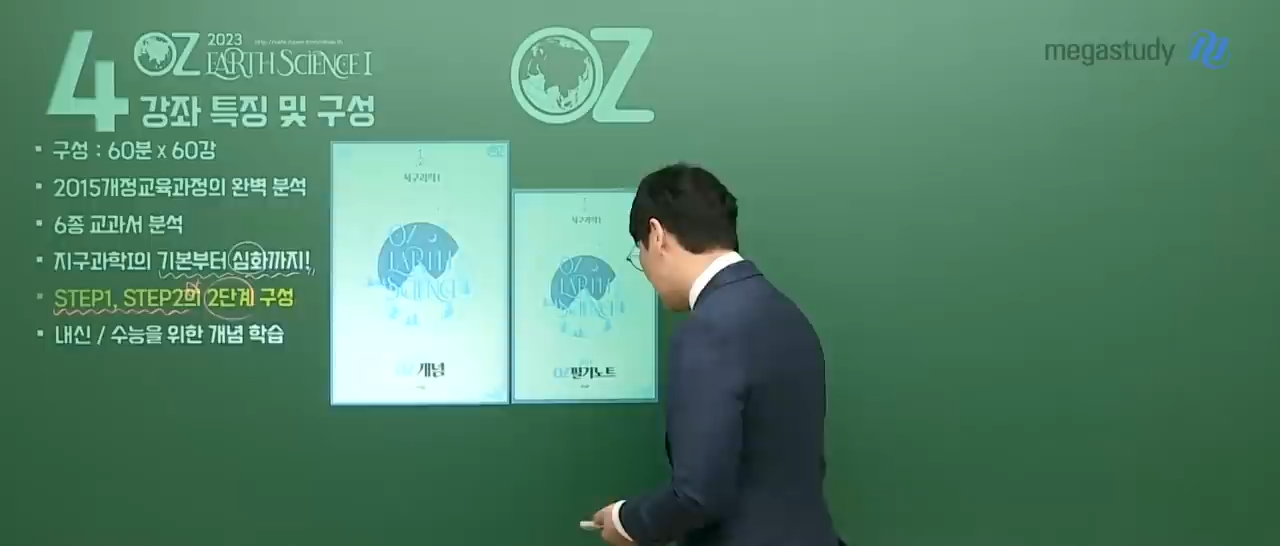 4
OZ
2023
EARTH SCIENCE I
강좌 특징 및 구성
OZ
megastudy
▪ 구성 : 60분 x 60강
▪ 2015개정교육과정의 완벽 분석
▪ 6종 교과서 분석
▪ 지구과학I의 기본부터 심화까지!
▪ STEP1, STEP2의 2단계 구성
▪ 내신 / 수능을 위한 개념 학습
지구과학 I
OZ
EARTH
SCIENCE
OZ개념
지구과학 I
OZ
EARTH
SCIENCE
OZ필기노트